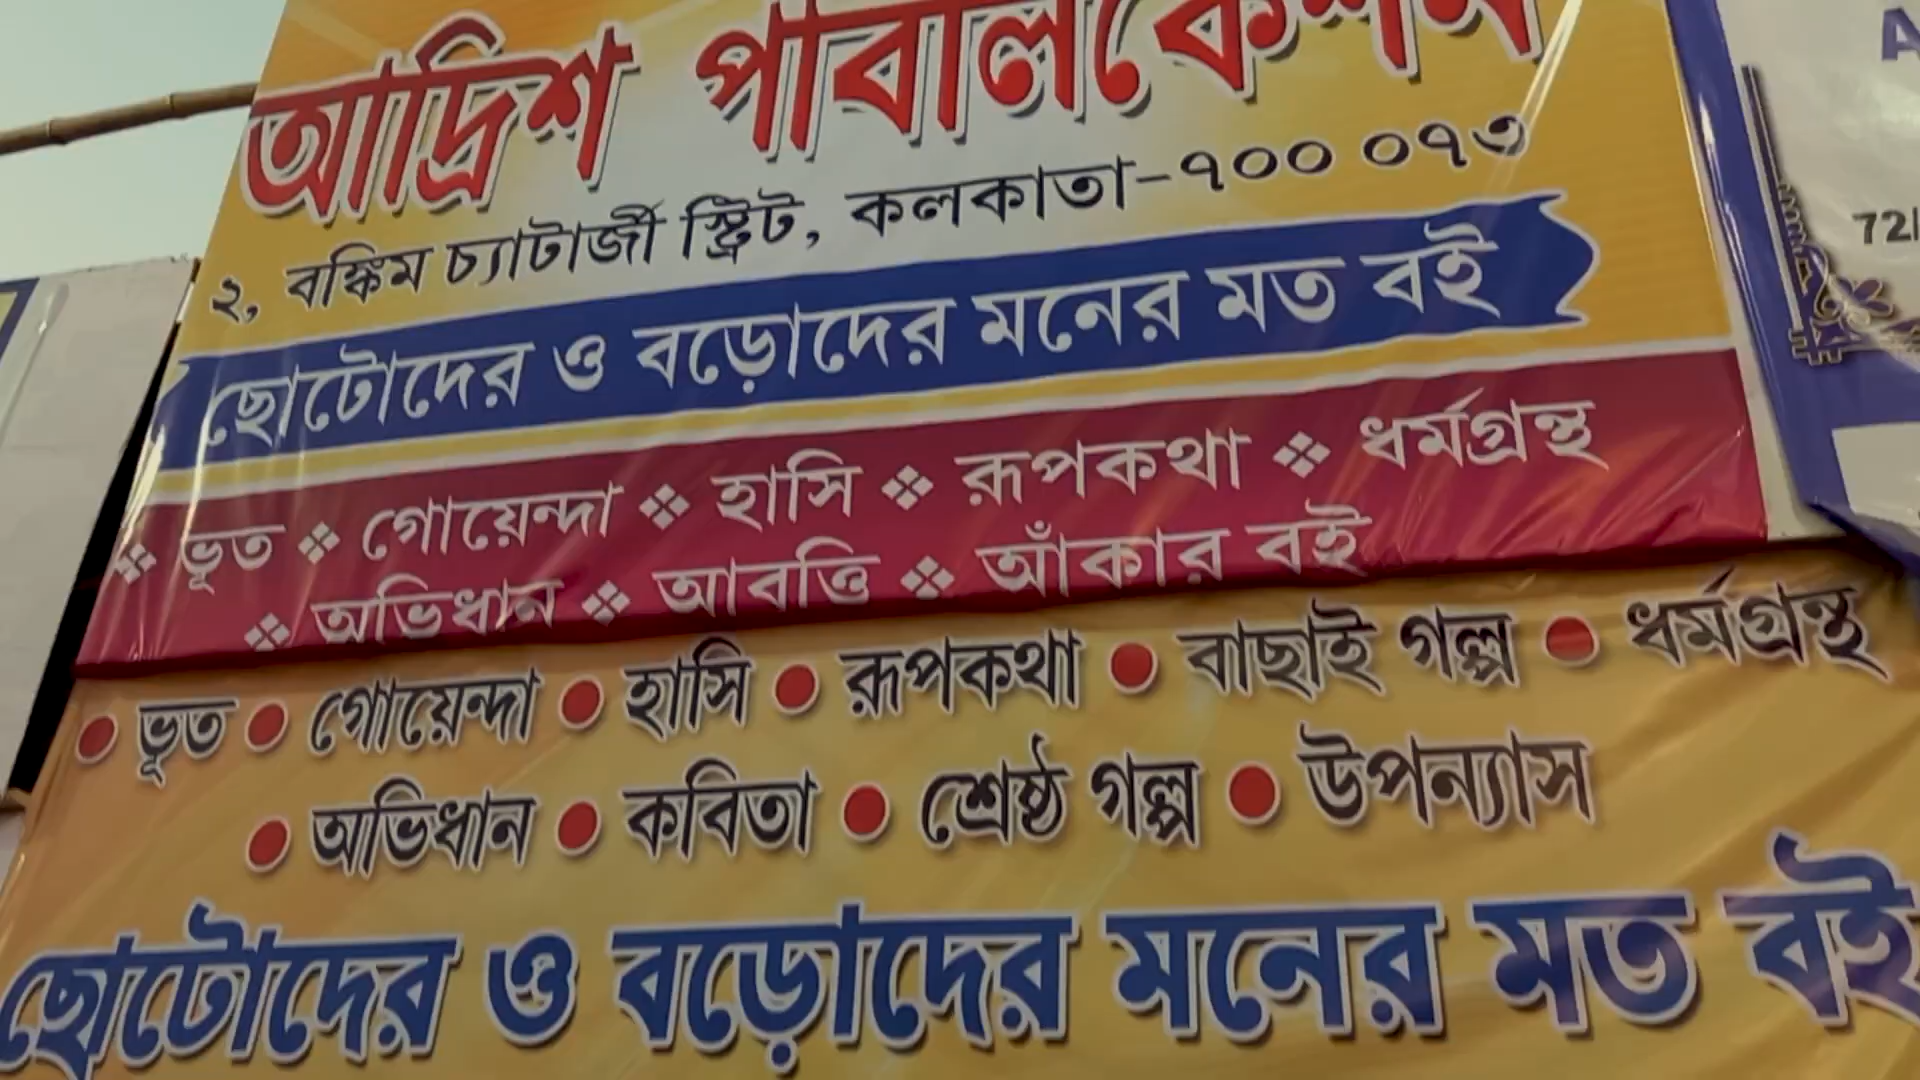 আদ্রিশ পাবলিকেশন
২, বঙ্কিম চ্যাটার্জী স্ট্রিট, কলকাতা-৭০০ ০৭৩
ছোটোদের ও বড়োদের মনের মত বই
❖ ভূত ❖ গোয়েন্দা ❖ হাসি ❖ রূপকথা ❖ ধর্মগ্রন্থ
❖ অভিধান ❖ আবৃত্তি ❖ আঁকার বই
● ভূত ● গোয়েন্দা ● হাসি ● রূপকথা ● বাছাই গল্প ● ধর্মগ্রন্থ
● অভিধান ● কবিতা ● শ্রেষ্ঠ গল্প ● উপন্যাস
ছোটোদের ও বড়োদের মনের মত বই